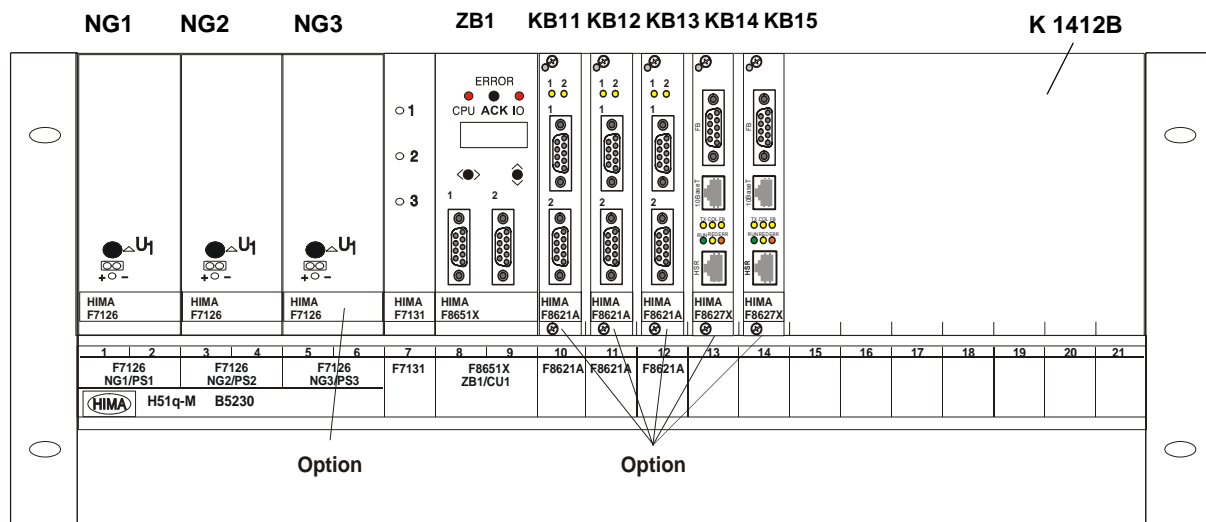 NG1 NG2 NG3 ZB1 KB11 KB12 KB13 KB14 KB15 K 1412B
ERROR
CPU ACK IO
1
2
3
1 2
1 2
1 2
1 2
1
2
1
2
1
2
FB
10BaseT
TX COL FB
RUN RED ERR
HSR
FB
10BaseT
TX COL FB
RUN RED ERR
HSR
U1 U1 U1
+ − + − + −
HIMA HIMA HIMA HIMA HIMA HIMA HIMA HIMA HIMA HIMA
F7126 F7126 F7126 F7131 F8651X F8621A F8621A F8621A F8627X F8627X
1 2 3 4 5 6 7 8 9 10 11 12 13 14 15 16 17 18 19 20 21
F7126 F7126 F7126 F7131 F8651X F8621A F8621A F8621A
NG1/PS1 NG2/PS2 NG3/PS3 ZB1/CU1
HIMA H51q-M B5230
Option Option